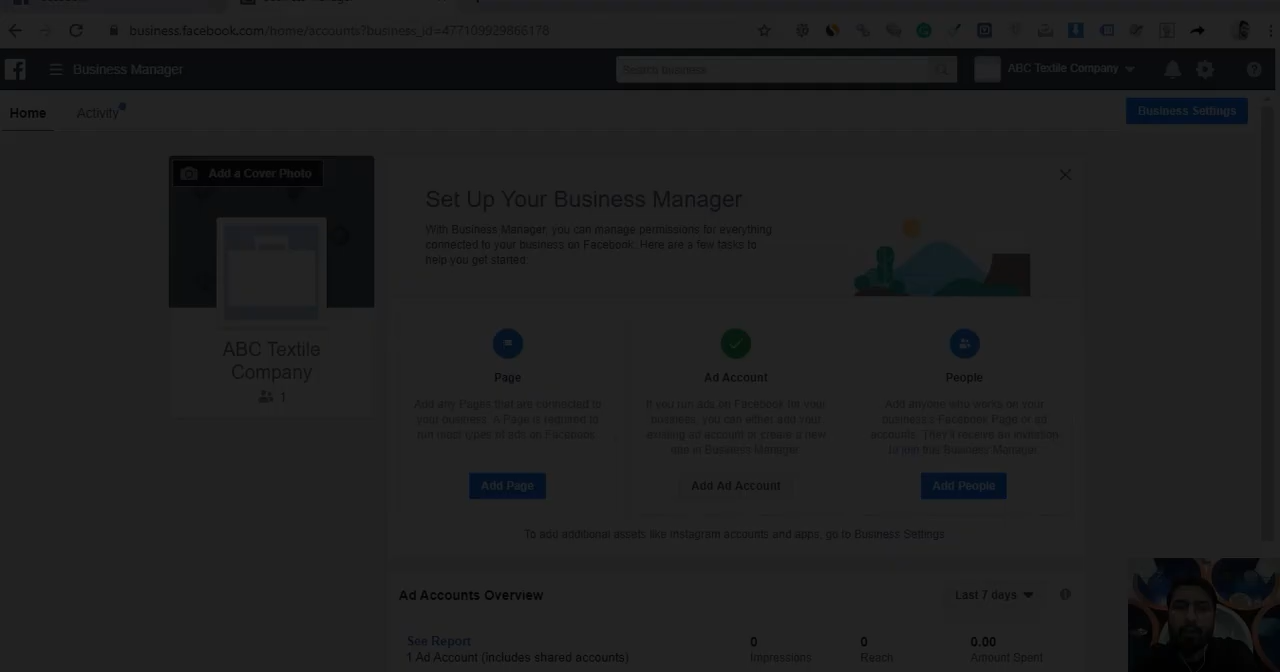 business.facebook.com/home/accounts?business_id=477109929866178
Business Manager
Search business
ABC Textile Company
Home
Activity
Business Settings
Add a Cover Photo
Set Up Your Business Manager
With Business Manager, you can manage permissions for everything
connected to your business on Facebook. Here are a few tasks to
help you get started:
ABC Textile
Company
1
Page
Add any Pages that are connected to
your business. A Page is required to
run most types of ads on Facebook.
Add Page
Ad Account
If you run ads on Facebook for your
business, you can either add your
existing ad account or create a new
one in Business Manager.
Add Ad Account
People
Add anyone who works on your
business's Facebook Page or ad
accounts. They'll receive an invitation
to join this Business Manager.
Add People
To add additional assets like Instagram accounts and apps, go to Business Settings.
Ad Accounts Overview
Last 7 days
See Report
1 Ad Account (includes shared accounts)
0
Impressions
0
Reach
0.00
Amount Spent